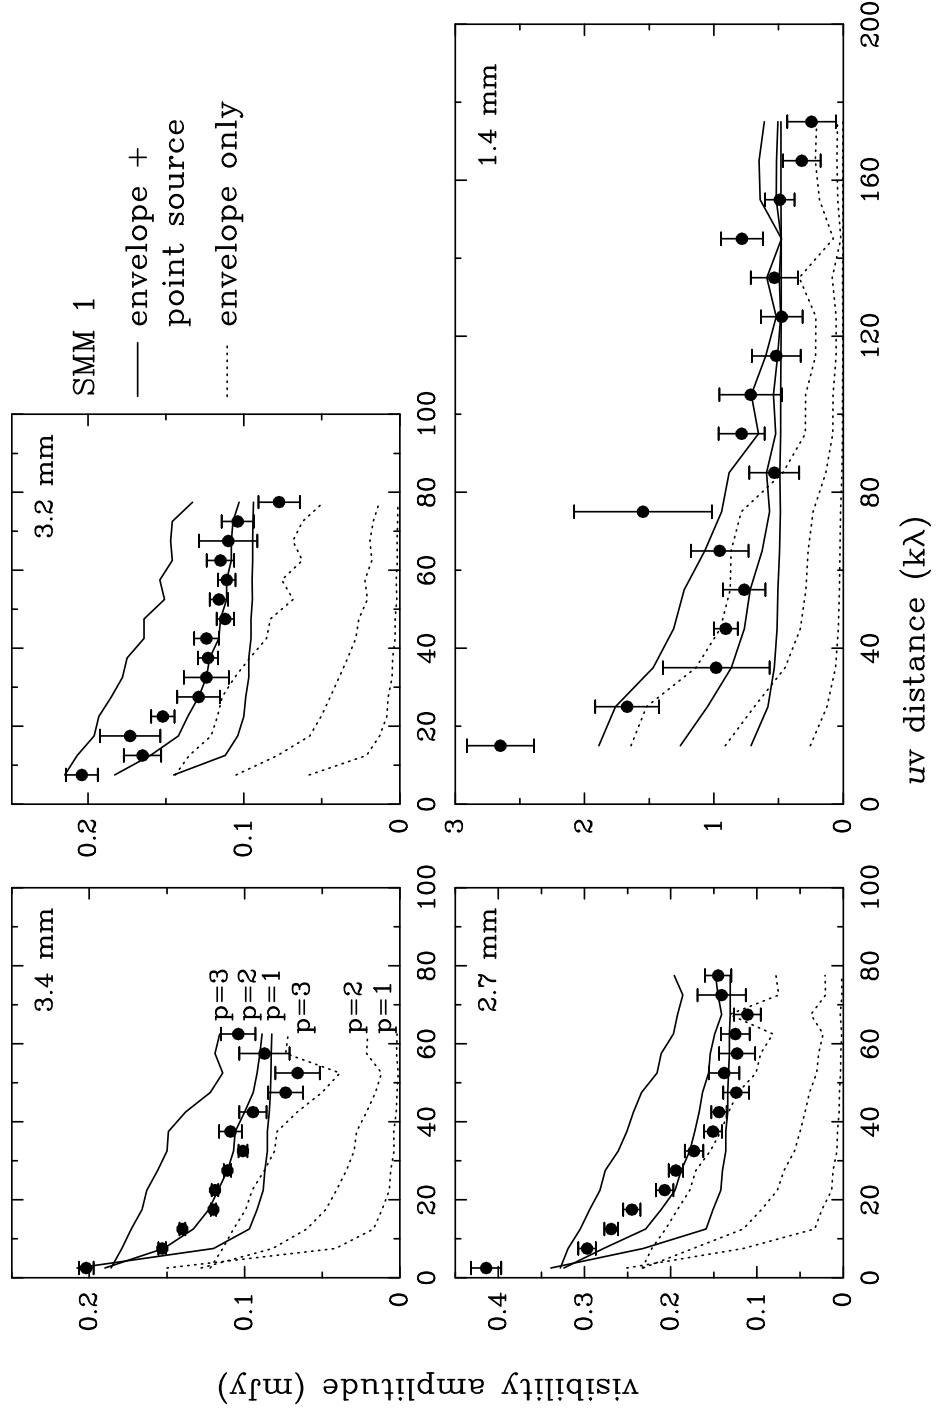 SMM 1
envelope +
point source
envelope only
3.4 mm
p=3
p=2
p=1
p=3
p=2
p=1
0.2
0.1
0
0 20 40 60 80 100
3.2 mm
0.2
0.1
0
0 20 40 60 80 100
2.7 mm
0.4
0.3
0.2
0.1
0
0 20 40 60 80 100
1.4 mm
3
2
1
0
0 40 80 120 160 200
uv distance (kλ)
visibility amplitude (mJy)